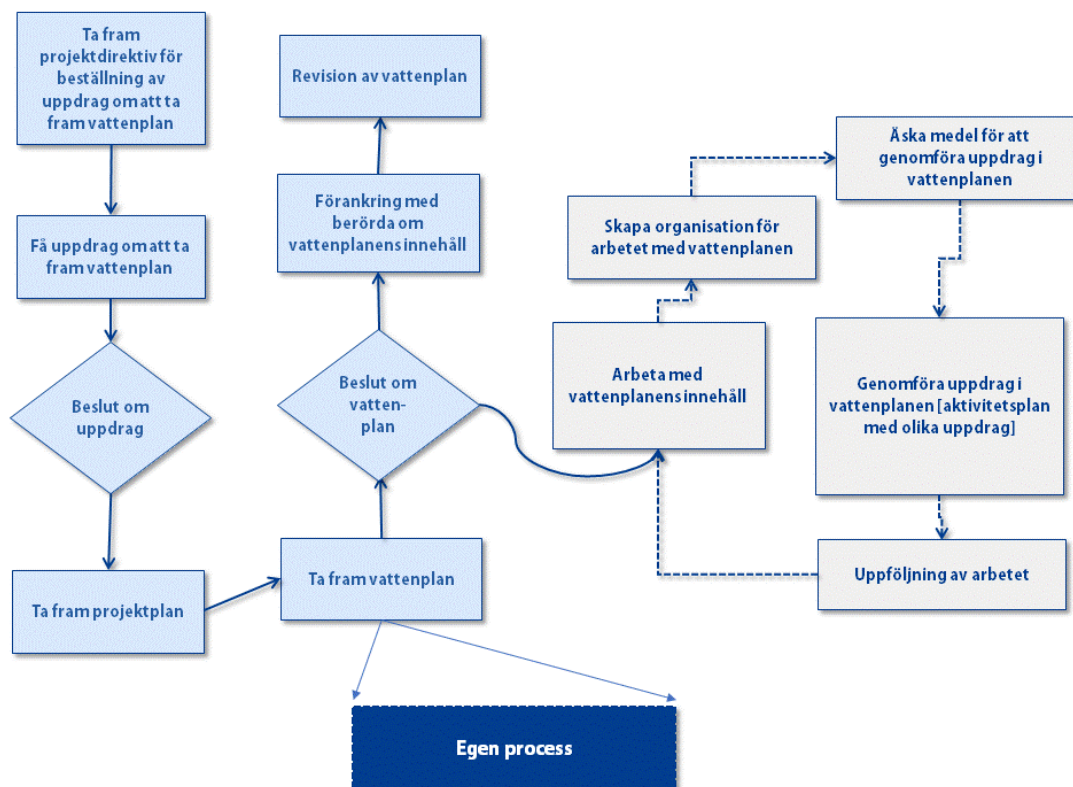 Ta fram
projektdirektiv för
beställning av
uppdrag om att ta
fram vattenplan
Få uppdrag om att ta
fram vattenplan
Beslut om
uppdrag
Ta fram projektplan
Revision av vattenplan
Förankring med
berörda om
vattenplanens innehåll
Beslut om
vatten-
plan
Ta fram vattenplan
Egen process
Äska medel för att
genomföra uppdrag i
vattenplanen
Skapa organisation för
arbetet med vattenplanen
Arbeta med
vattenplanens innehåll
Genomföra uppdrag i
vattenplanen [aktivitetsplan
med olika uppdrag]
Uppföljning av arbetet